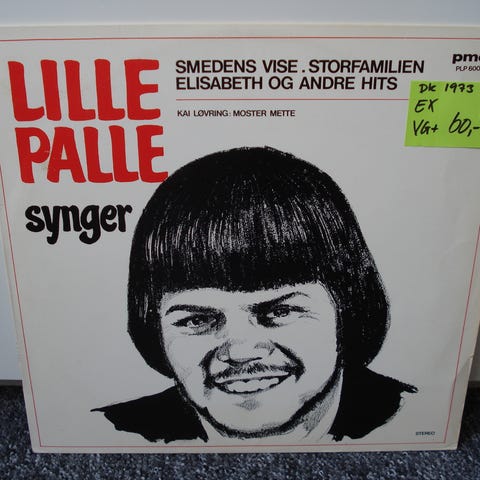 LILLE
PALLE
synger
SMEDENS VISE . STORFAMILIEN
ELISABETH OG ANDRE HITS
KAI LØVRING: MOSTER METTE
PLP 600
DK 1973
EX
VG+ 60,-
STEREO